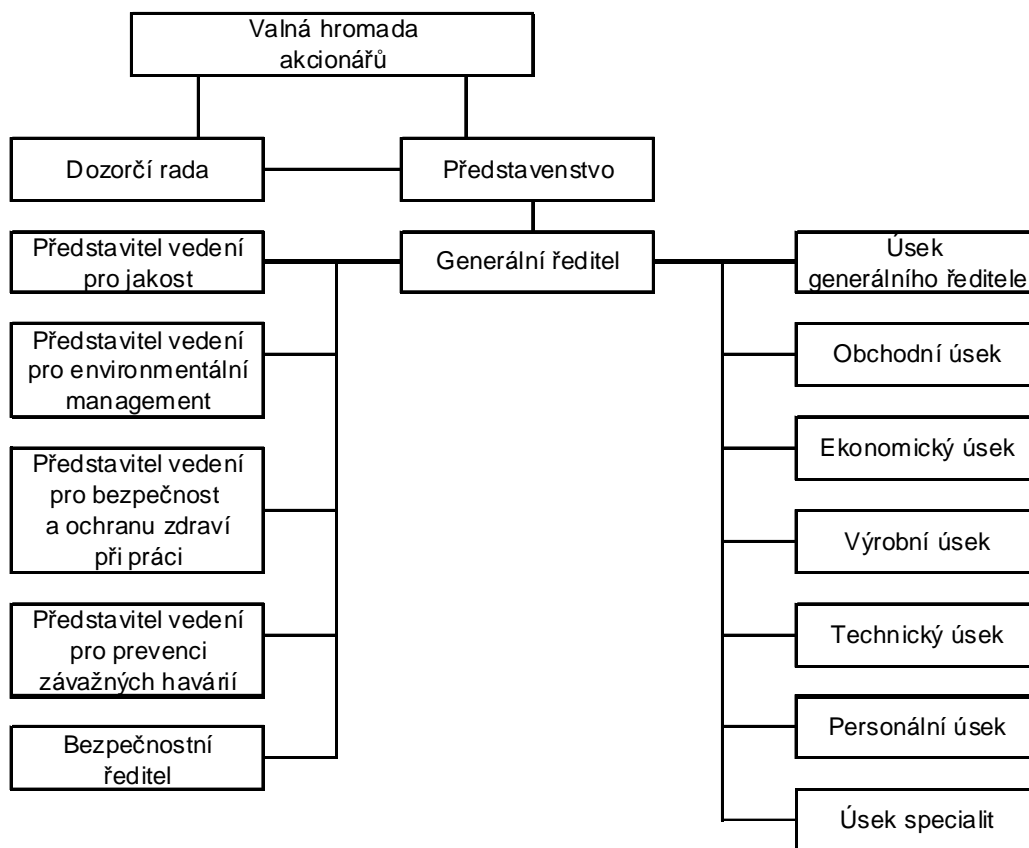 Valná hromada
akcionářů
Dozorčí rada
Představenstvo
Představitel vedení
pro jakost
Generální ředitel
Úsek
generálního ředitele
Představitel vedení
pro environmentální
management
Obchodní úsek
Ekonomický úsek
Představitel vedení
pro bezpečnost
a ochranu zdraví
při práci
Výrobní úsek
Představitel vedení
pro prevenci
závažných havárií
Technický úsek
Personální úsek
Bezpečnostní
ředitel
Úsek specialit